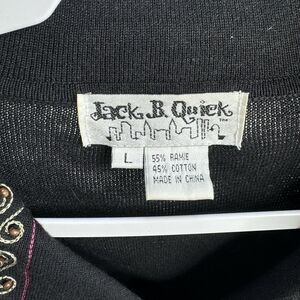 Jack B. Quick
TM
L
55% RAMIE
45% COTTON
MADE IN CHINA